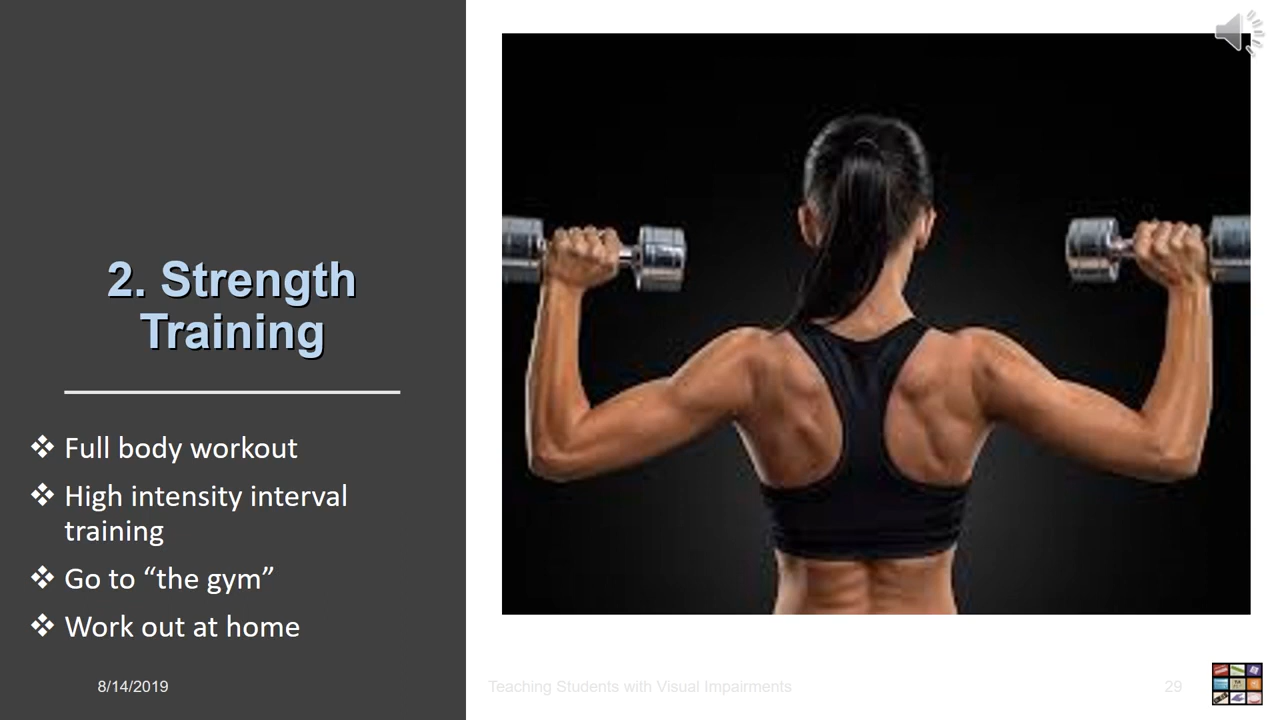 2. Strength
Training
❖ Full body workout
❖ High intensity interval
training
❖ Go to “the gym”
❖ Work out at home
8/14/2019
Teaching Students with Visual Impairments
29